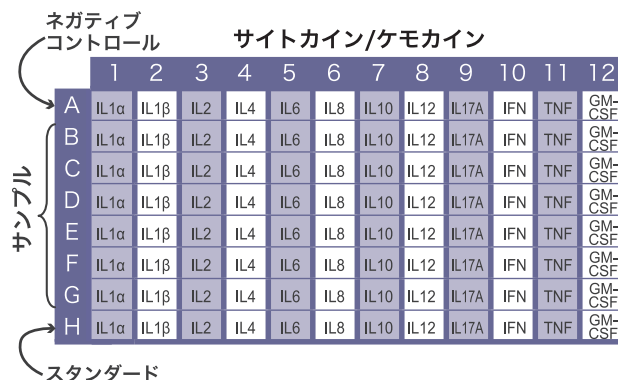 ネガティブ
コントロール
サイトカイン/ケモカイン
1 2 3 4 5 6 7 8 9 10 11 12
A IL1α IL1β IL2 IL4 IL6 IL8 IL10 IL12 IL17A IFN TNF GM-CSF
B IL1α IL1β IL2 IL4 IL6 IL8 IL10 IL12 IL17A IFN TNF GM-CSF
C IL1α IL1β IL2 IL4 IL6 IL8 IL10 IL12 IL17A IFN TNF GM-CSF
D IL1α IL1β IL2 IL4 IL6 IL8 IL10 IL12 IL17A IFN TNF GM-CSF
E IL1α IL1β IL2 IL4 IL6 IL8 IL10 IL12 IL17A IFN TNF GM-CSF
F IL1α IL1β IL2 IL4 IL6 IL8 IL10 IL12 IL17A IFN TNF GM-CSF
G IL1α IL1β IL2 IL4 IL6 IL8 IL10 IL12 IL17A IFN TNF GM-CSF
H IL1α IL1β IL2 IL4 IL6 IL8 IL10 IL12 IL17A IFN TNF GM-CSF
サンプル
スタンダード